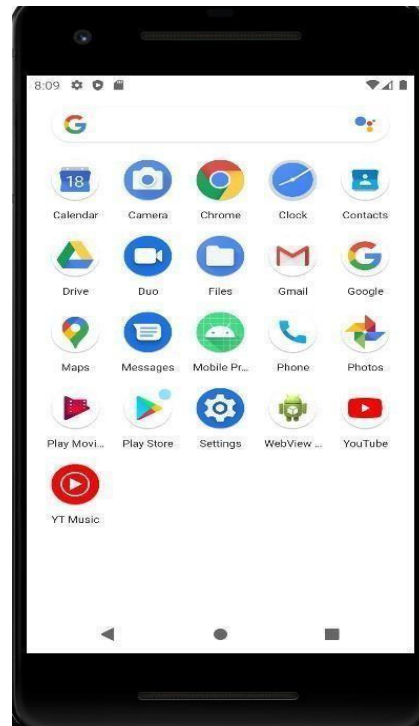 8:09
G
18
Calendar Camera Chrome Clock Contacts
Drive Duo Files Gmail Google
Maps Messages Mobile Pr... Phone Photos
Play Movi... Play Store Settings WebView ... YouTube
YT Music